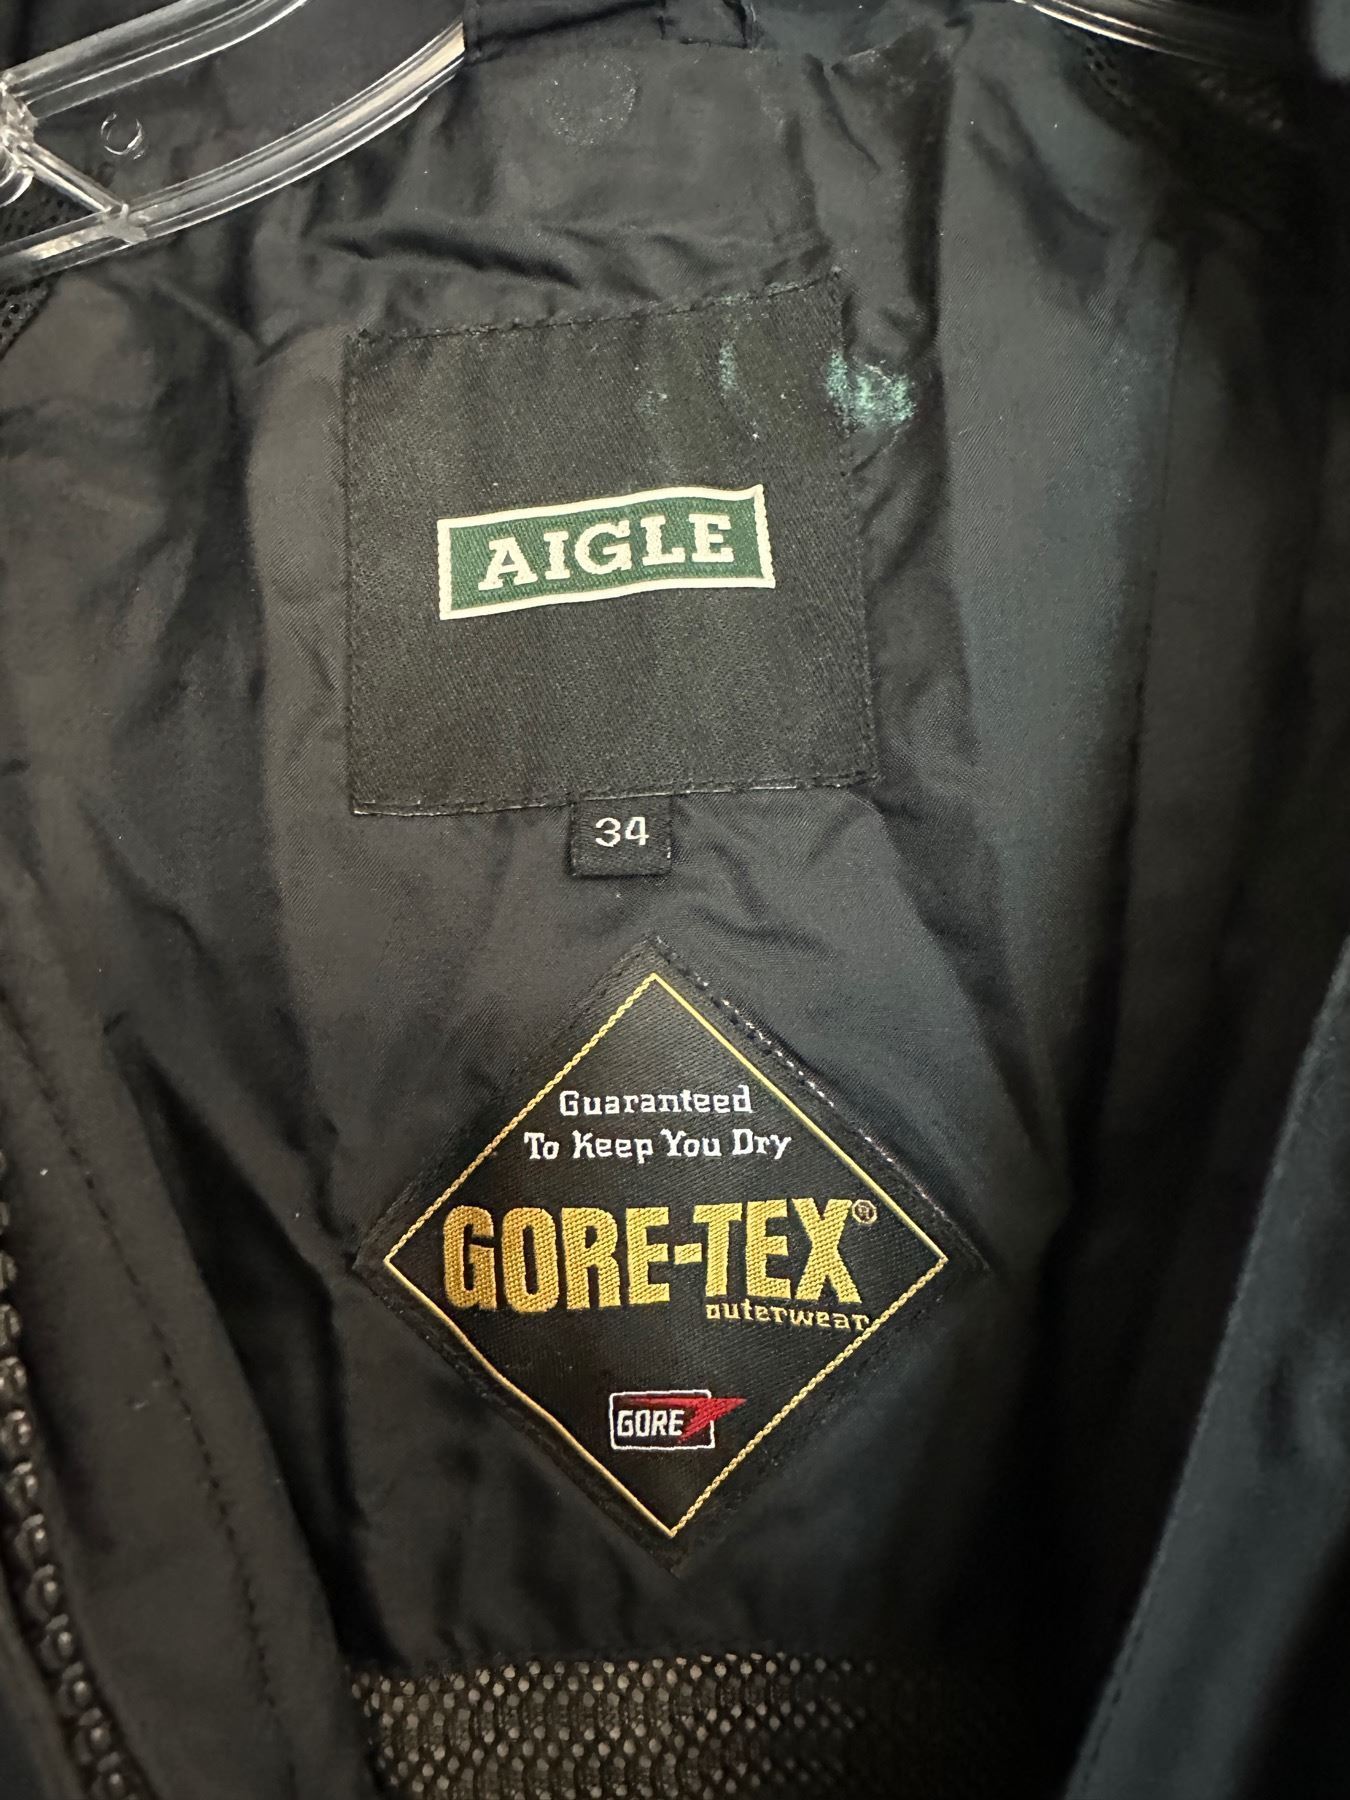 AIGLE
34
Guaranteed
To Keep You Dry
GORE-TEX®
outerwear
GORE